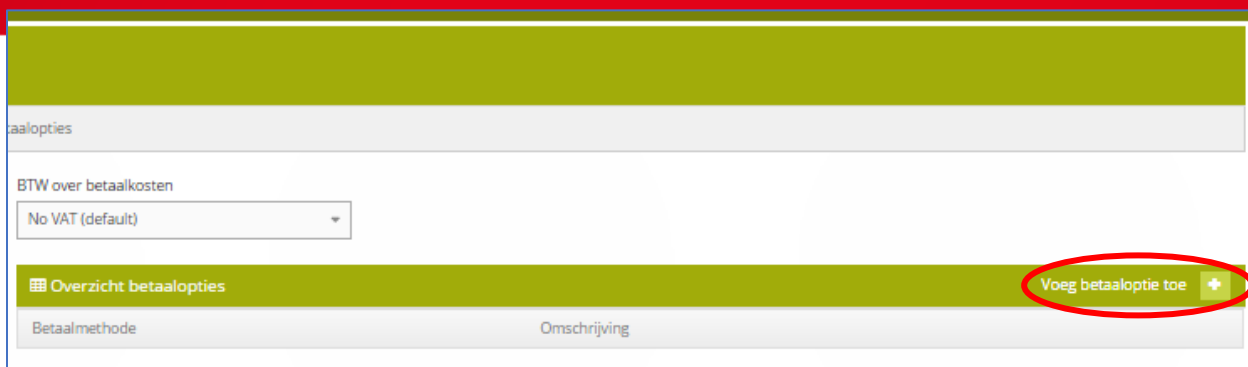 taalopties
BTW over betaalkosten
No VAT (default)
Overzicht betaalopties
Voeg betaaloptie toe
Betaalmethode
Omschrijving